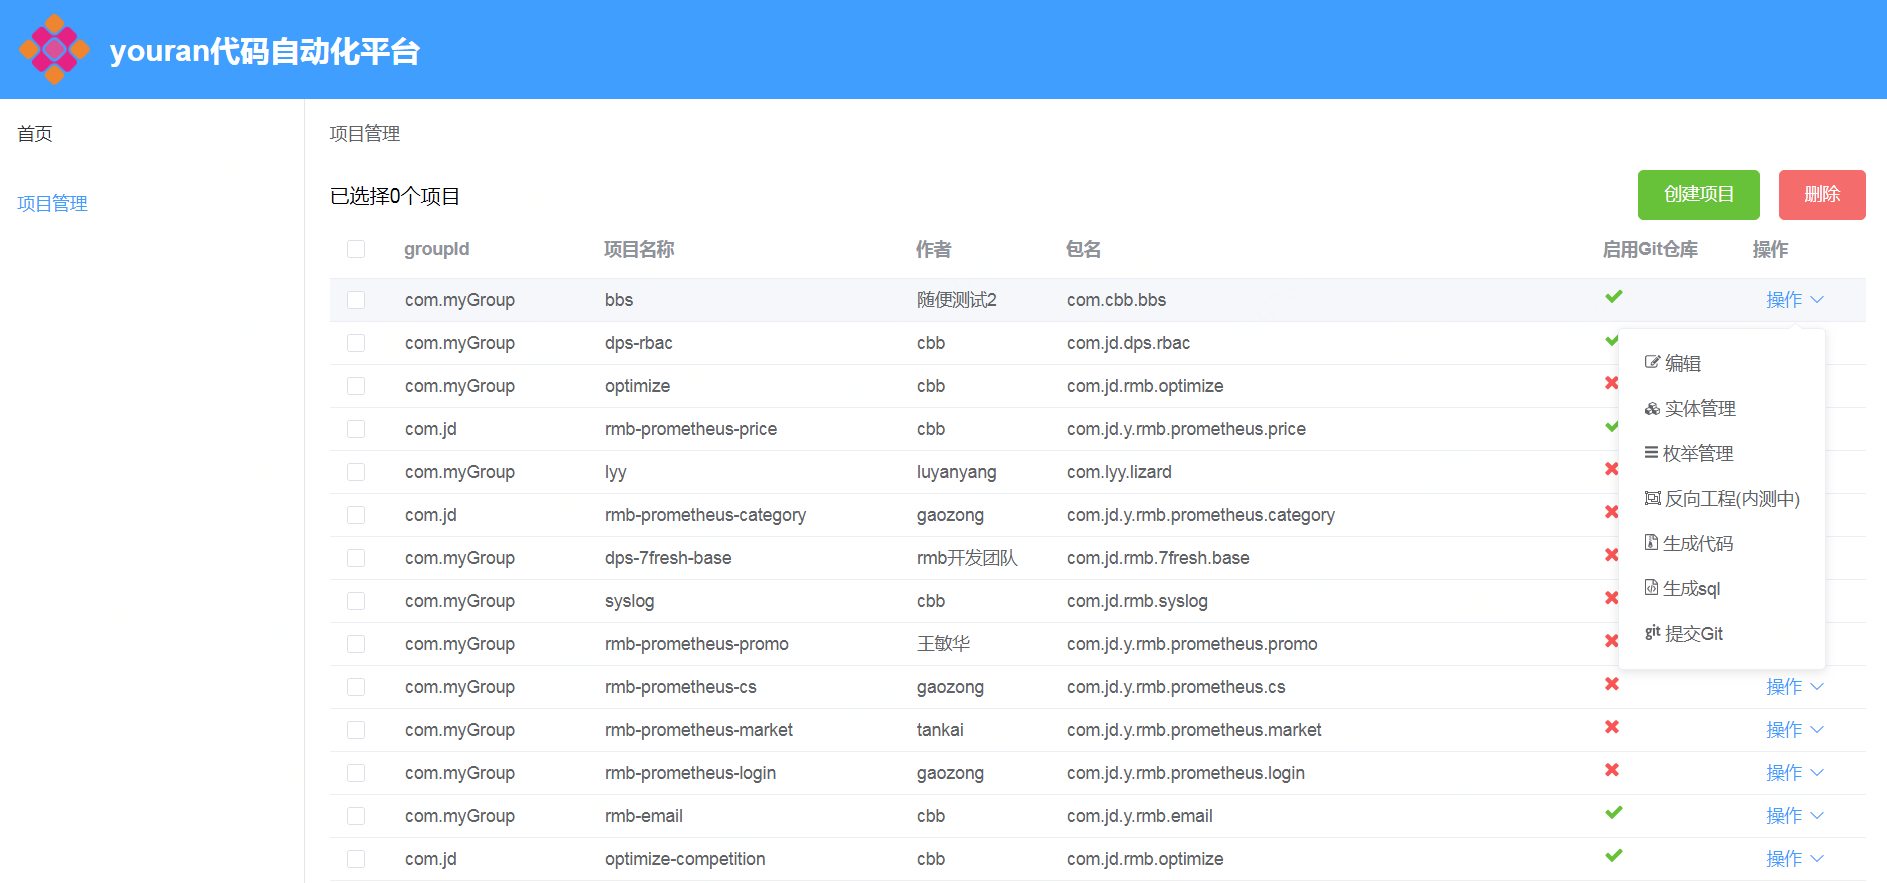 youran代码自动化平台
首页
项目管理
项目管理
已选择0个项目
创建项目 删除
groupId 项目名称 作者 包名 启用Git仓库 操作
com.myGroup bbs 随便测试2 com.cbb.bbs 操作
com.myGroup dps-rbac cbb com.jd.dps.rbac
com.myGroup optimize cbb com.jd.rmb.optimize
com.jd rmb-prometheus-price cbb com.jd.y.rmb.prometheus.price
com.myGroup lyy luyanyang com.lyy.lizard
com.jd rmb-prometheus-category gaozong com.jd.y.rmb.prometheus.category
com.myGroup dps-7fresh-base rmb开发团队 com.jd.rmb.7fresh.base
com.myGroup syslog cbb com.jd.rmb.syslog
com.myGroup rmb-prometheus-promo 王敏华 com.jd.y.rmb.prometheus.promo
com.myGroup rmb-prometheus-cs gaozong com.jd.y.rmb.prometheus.cs 操作
com.myGroup rmb-prometheus-market tankai com.jd.y.rmb.prometheus.market 操作
com.myGroup rmb-prometheus-login gaozong com.jd.y.rmb.prometheus.login 操作
com.myGroup rmb-email cbb com.jd.y.rmb.email 操作
com.jd optimize-competition cbb com.jd.rmb.optimize 操作
编辑
实体管理
枚举管理
反向工程(内测中)
生成代码
生成sql
git 提交Git